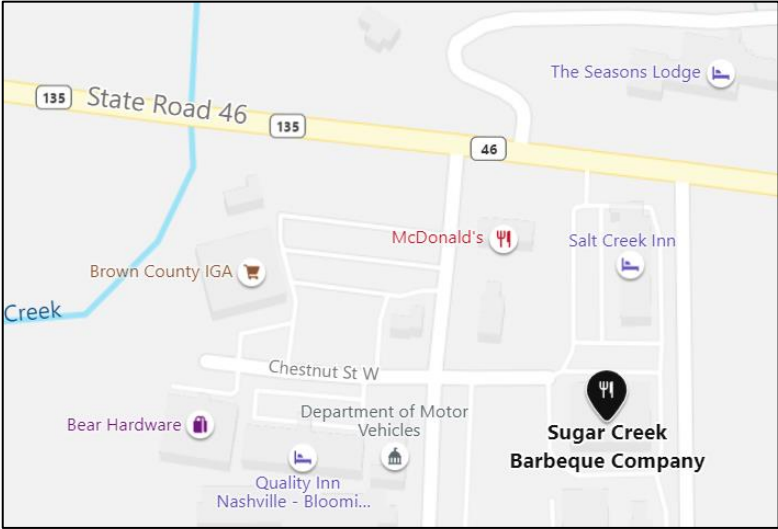 The Seasons Lodge
135
State Road 46
135
46
McDonald's
Salt Creek Inn
Brown County IGA
Creek
Chestnut St W
Department of Motor
Vehicles
Bear Hardware
Sugar Creek
Barbeque Company
Quality Inn
Nashville - Bloomi...